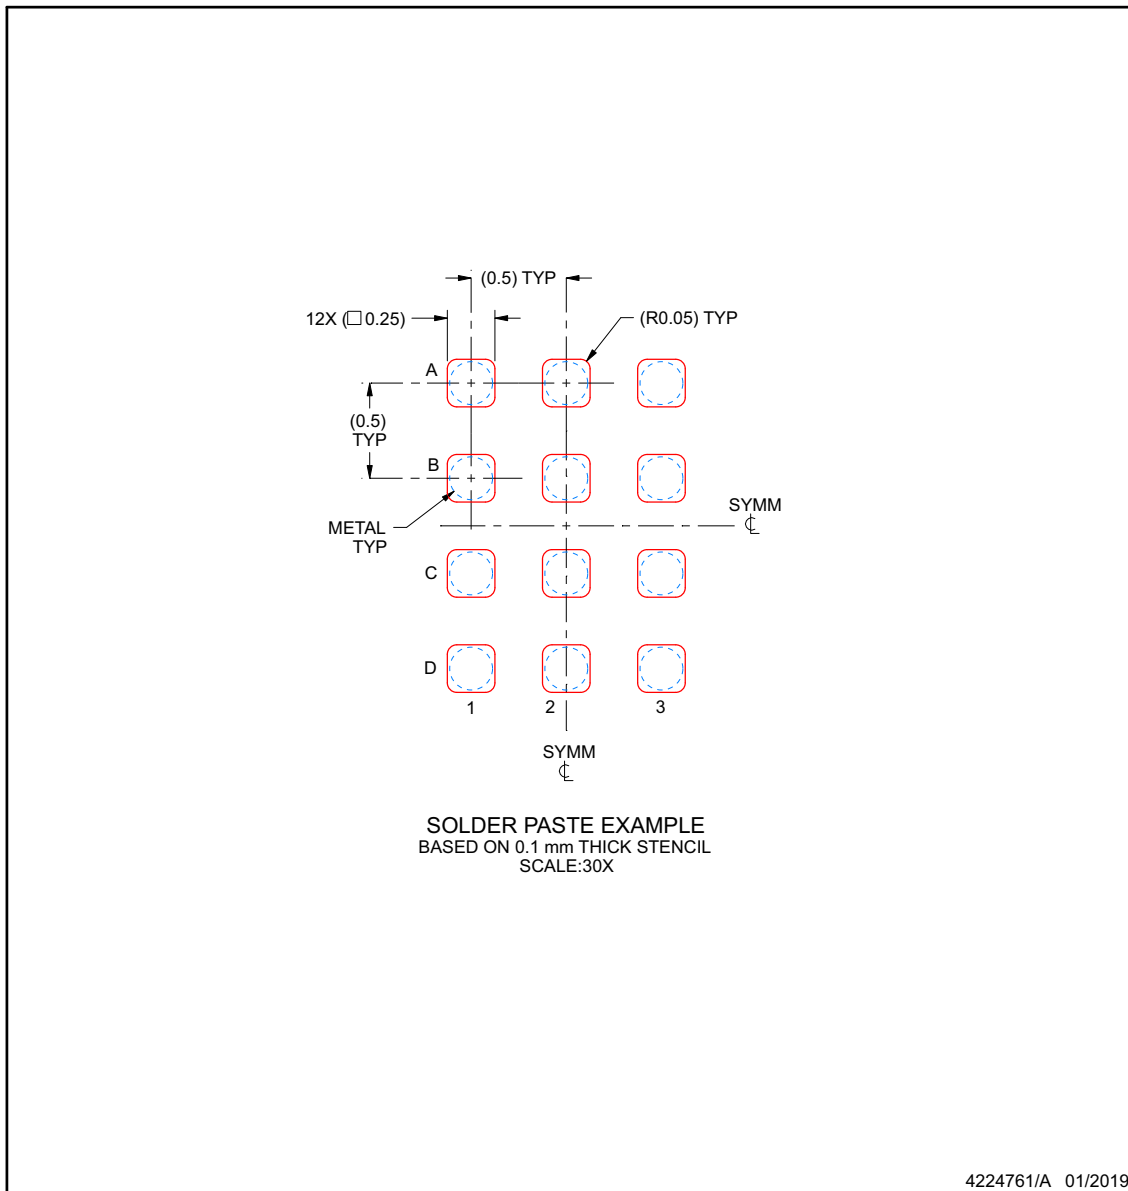 (0.5) TYP
12X (□ 0.25)
(R0.05) TYP
A
(0.5)
TYP
B
SYMM
℄
METAL
TYP
C
D
1
2
3
SYMM
℄
SOLDER PASTE EXAMPLE
BASED ON 0.1 mm THICK STENCIL
SCALE:30X
4224761/A 01/2019